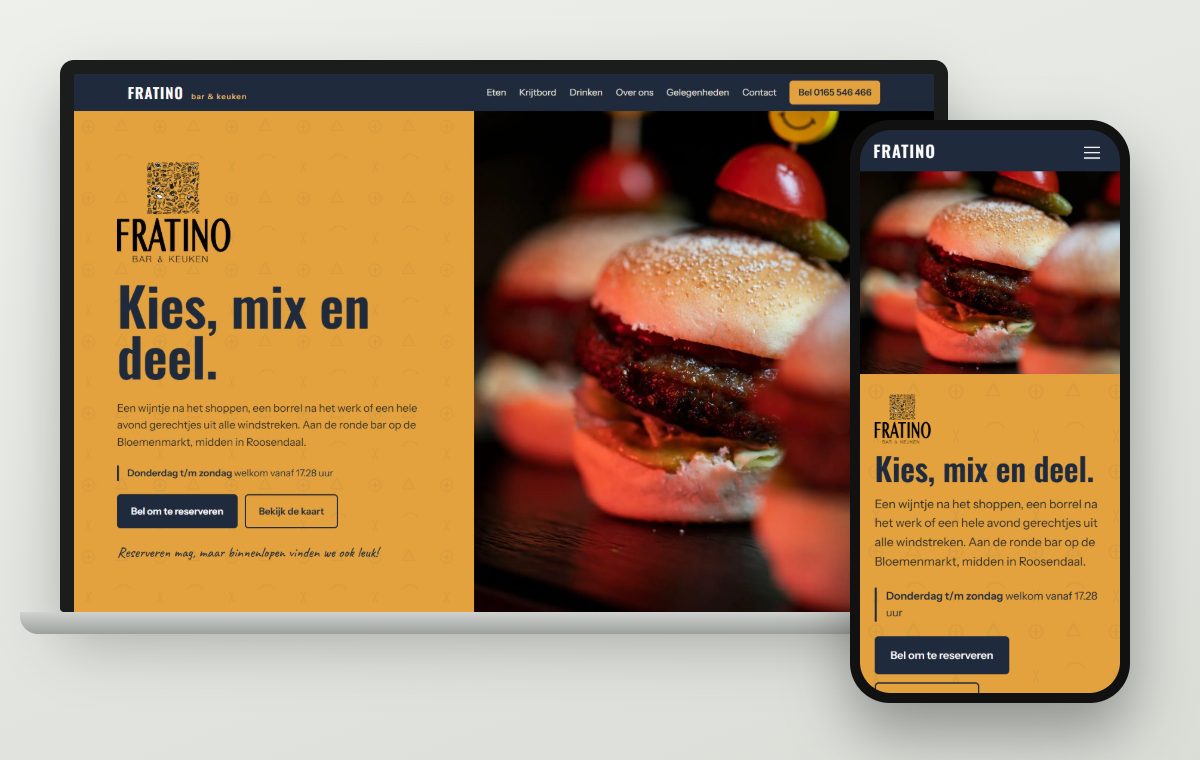 FRATINO bar & keuken
Eten Krijtbord Drinken Over ons Gelegenheden Contact Bel 0165 546 466
FRATINO
BAR & KEUKEN
Kies, mix en
deel.
Een wijntje na het shoppen, een borrel na het werk of een hele
avond gerechtjes uit alle windstreken. Aan de ronde bar op de
Bloemenmarkt, midden in Roosendaal.
Donderdag t/m zondag welkom vanaf 17.28 uur
Bel om te reserveren Bekijk de kaart
Reserveren mag, maar binnenlopen vinden we ook leuk!
FRATINO
FRATINO
BAR & KEUKEN
Kies, mix en deel.
Een wijntje na het shoppen, een borrel na
het werk of een hele avond gerechtjes uit
alle windstreken. Aan de ronde bar op de
Bloemenmarkt, midden in Roosendaal.
Donderdag t/m zondag welkom vanaf 17.28
uur
Bel om te reserveren